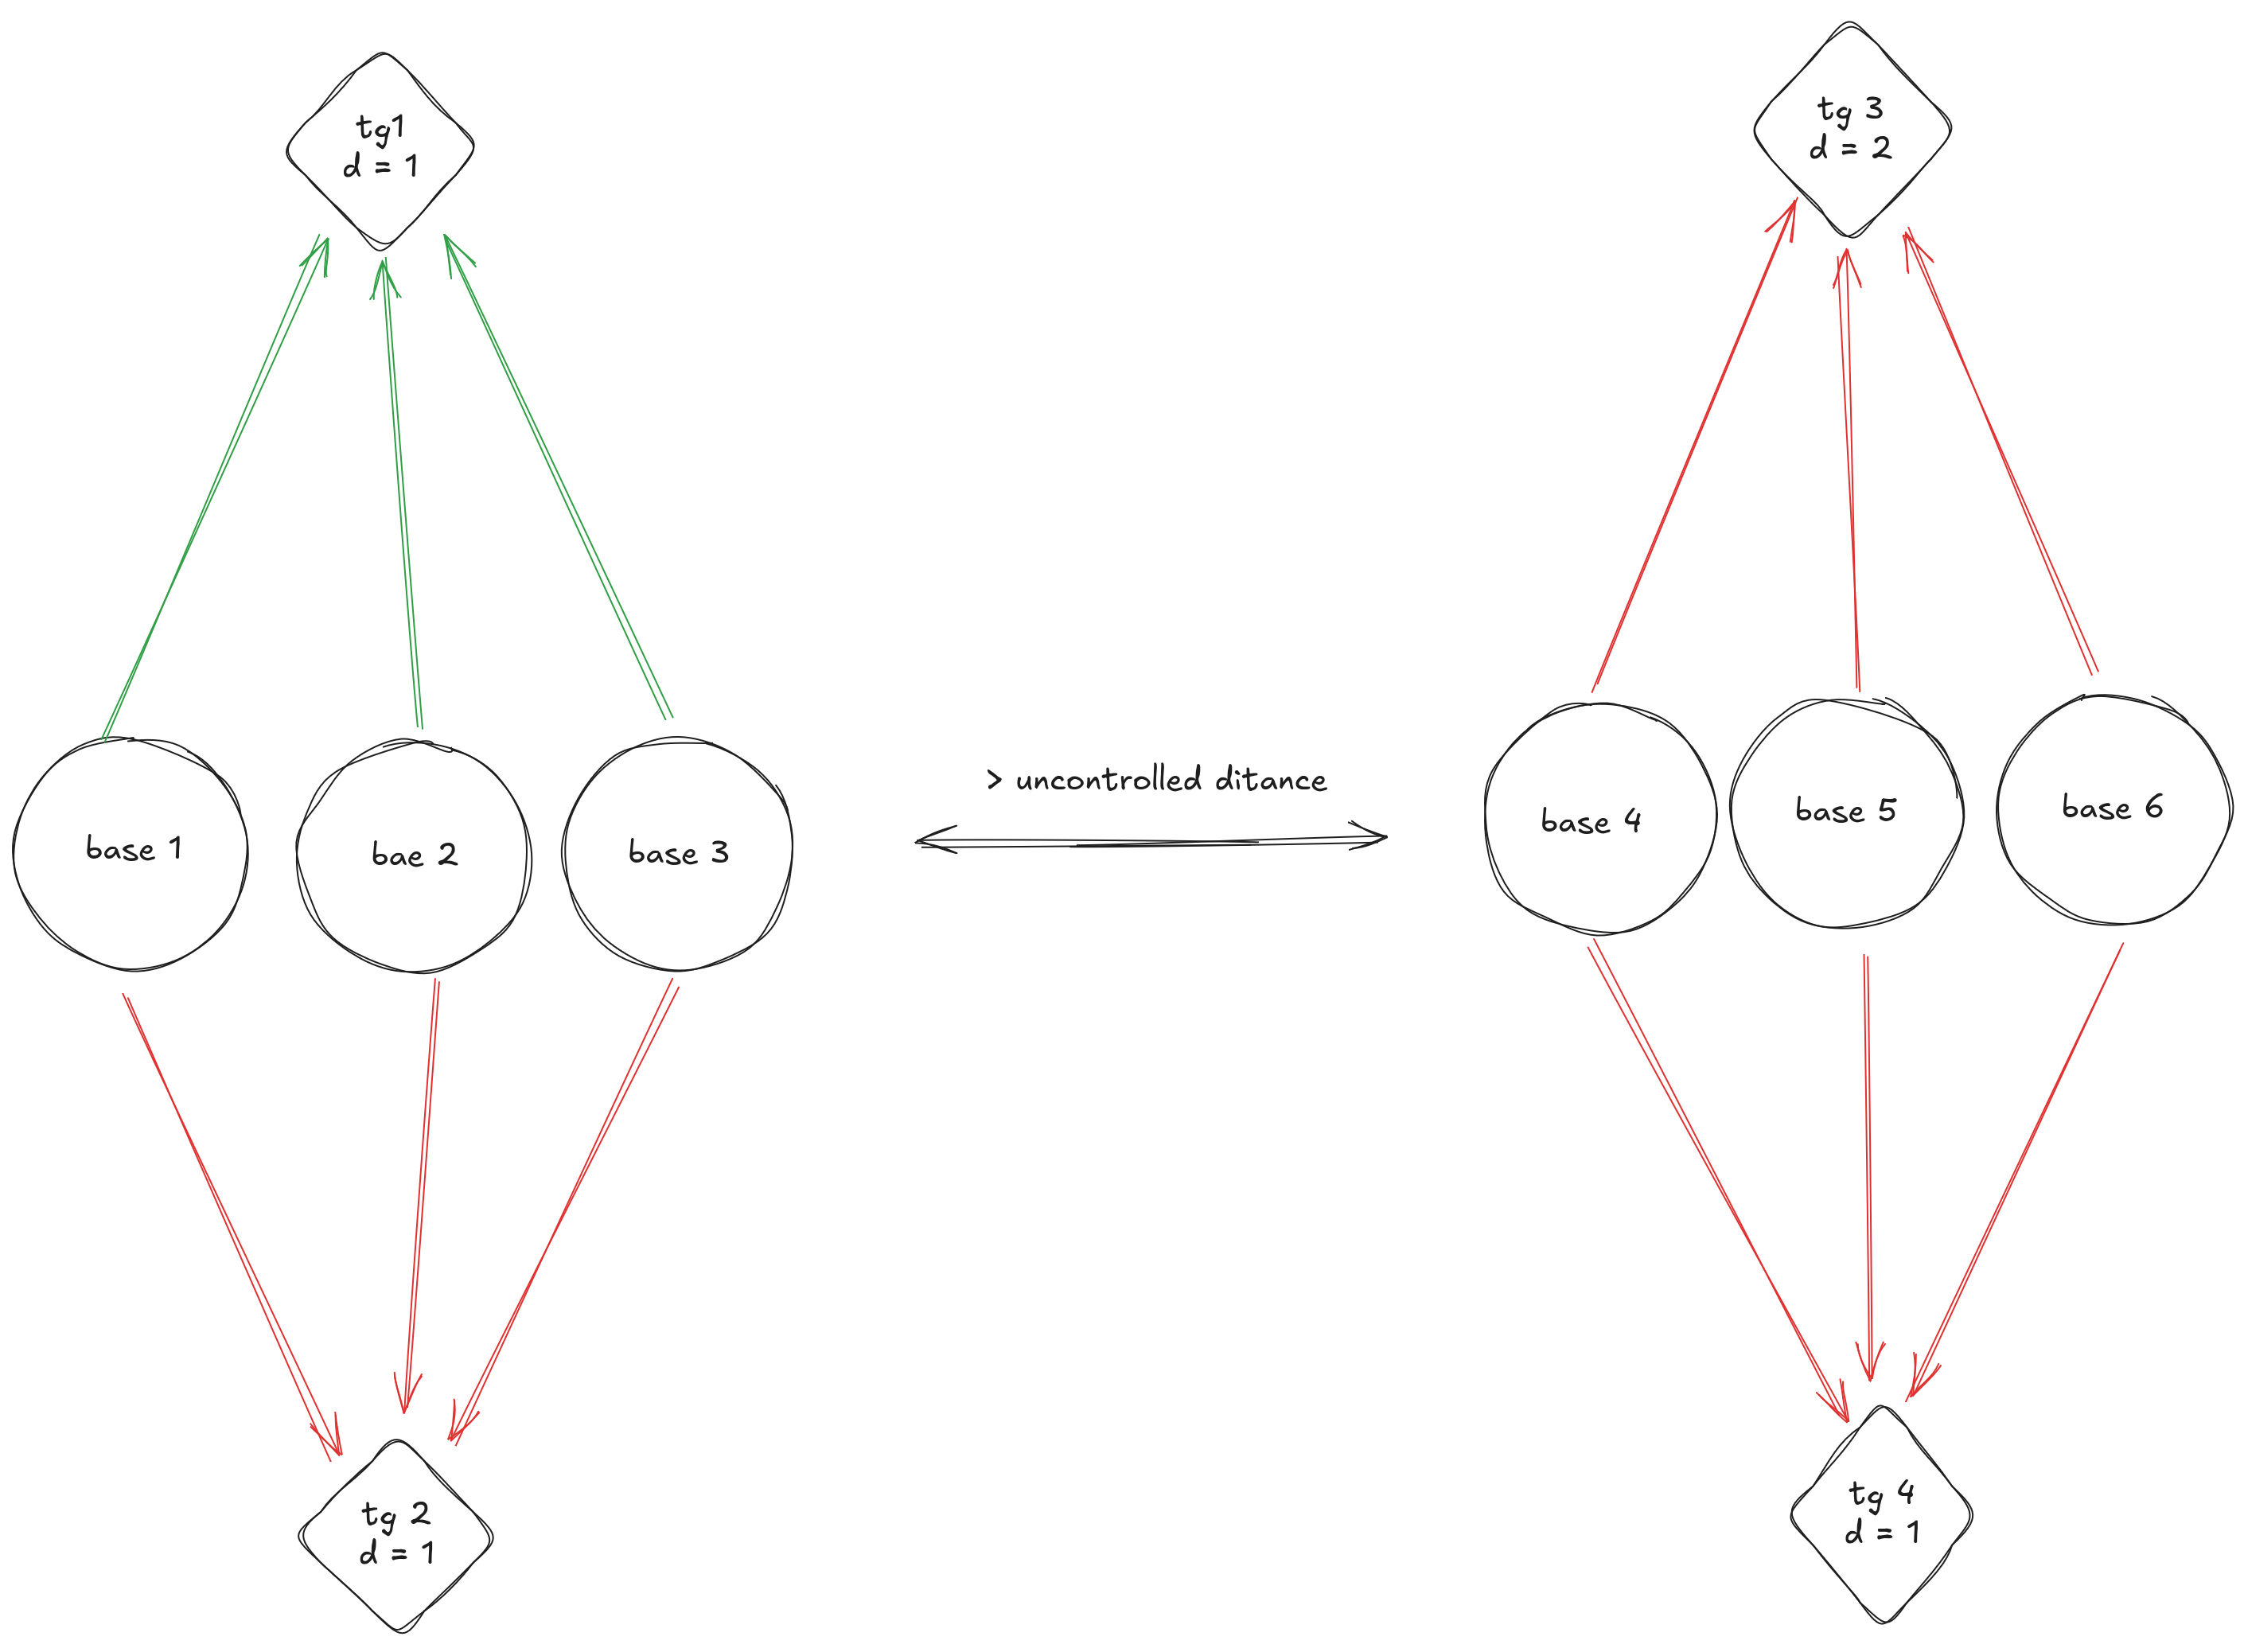 tg1
d = 1
tg 3
d = 2
> uncontrolled ditance
base 1
base 2
base 3
base 4
base 5
base 6
tg 2
d = 1
tg 4
d = 1